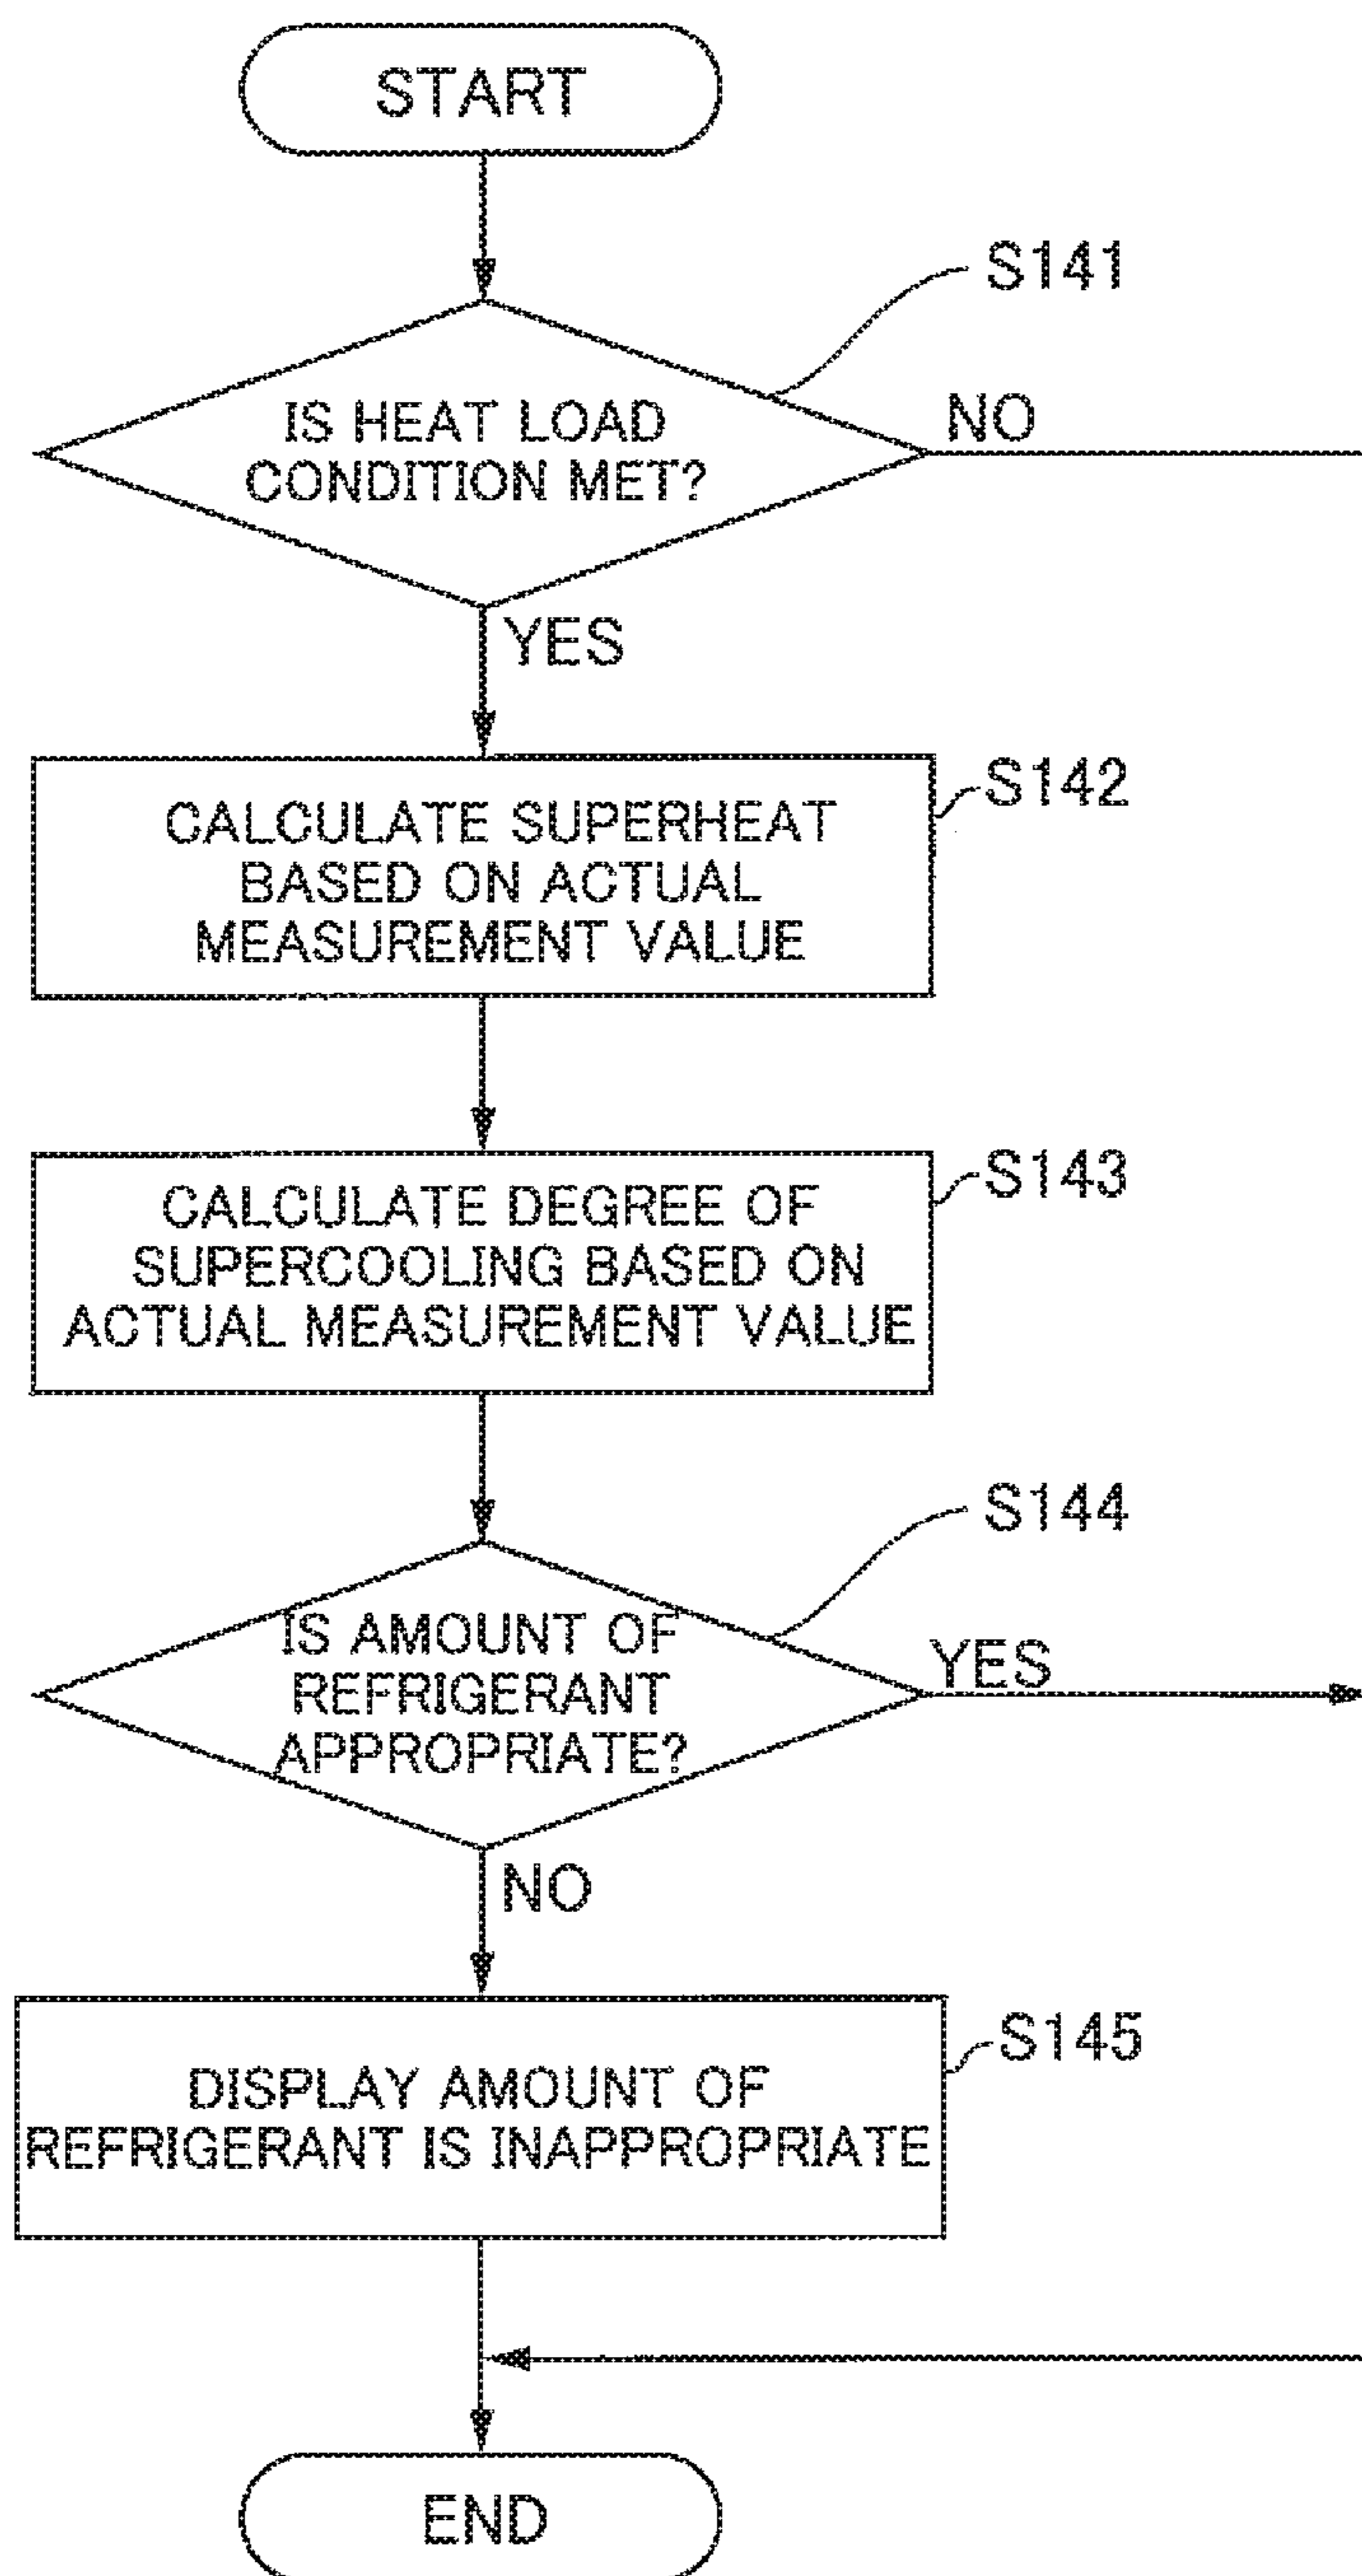 START
S141
IS HEAT LOAD
CONDITION MET?
NO
YES
S142
CALCULATE SUPERHEAT
BASED ON ACTUAL
MEASUREMENT VALUE
S143
CALCULATE DEGREE OF
SUPERCOOLING BASED ON
ACTUAL MEASUREMENT VALUE
S144
IS AMOUNT OF
REFRIGERANT
APPROPRIATE?
YES
NO
S145
DISPLAY AMOUNT OF
REFRIGERANT IS INAPPROPRIATE
END